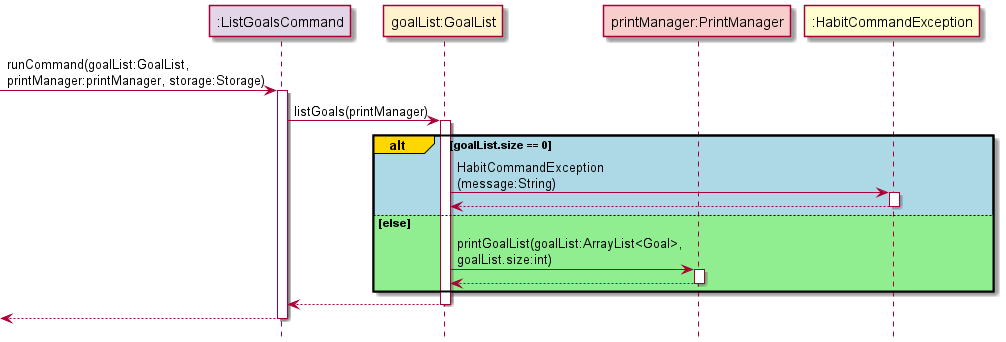 :ListGoalsCommand
goalList:GoalList
printManager:PrintManager
:HabitCommandException
runCommand(goalList:GoalList,
printManager:printManager, storage:Storage)
listGoals(printManager)
alt
[goalList.size == 0]
HabitCommandException
(message:String)
[else]
printGoalList(goalList:ArrayList<Goal>,
goalList.size:int)